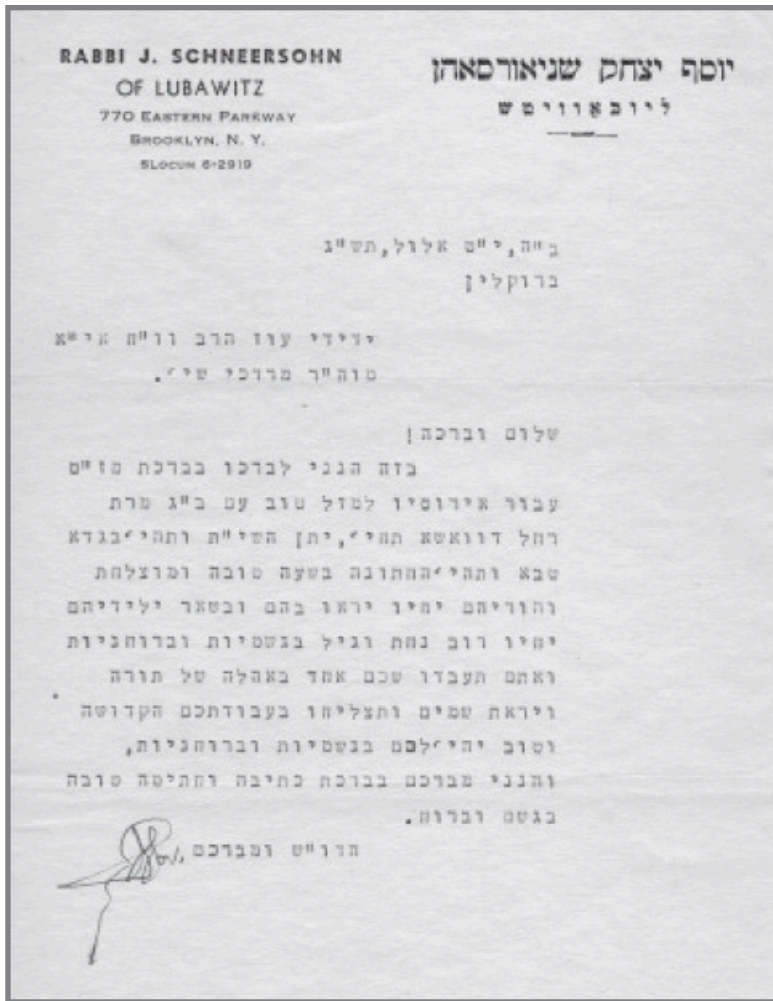 RABBI J. SCHNEERSOHN
OF LUBAWITZ
770 EASTERN PARKWAY
BROOKLYN, N. Y.
SLOCUM 6-2919
יוסף יצחק שניאורסאהן
ליובאוויטש
ב"ה, י"ט אלול, תש"ג
ברוקלין
ידידי עוז הרב וו"ח אי"א
מוה"ר מרדכי שי'.
שלום וברכה!
בזה הנני לברכו בברכת מז"ט
עבור אירוסיו למזל טוב עם ב"ג מרת
רחל דוואשא תחי', יתן השי"ת ותהי' בגדא
טבא ותהי' החתונה בשעה טובה ומוצלחת
והוריהם יחיו יראו בהם ובשאר ילידיהם
יחיו רוב נחת וגיל בגשמיות וברוחניות
ואתם תעבדו שכם אחד באהלה של תורה
ויראת שמים ותצליחו בעבודתכם הקדושה
וטוב יהי' לכם בגשמיות וברוחניות,
והנני מברכם בברכת כתיבה וחתימה טובה
בגשם וברוח.
הדו"ש ומברכם